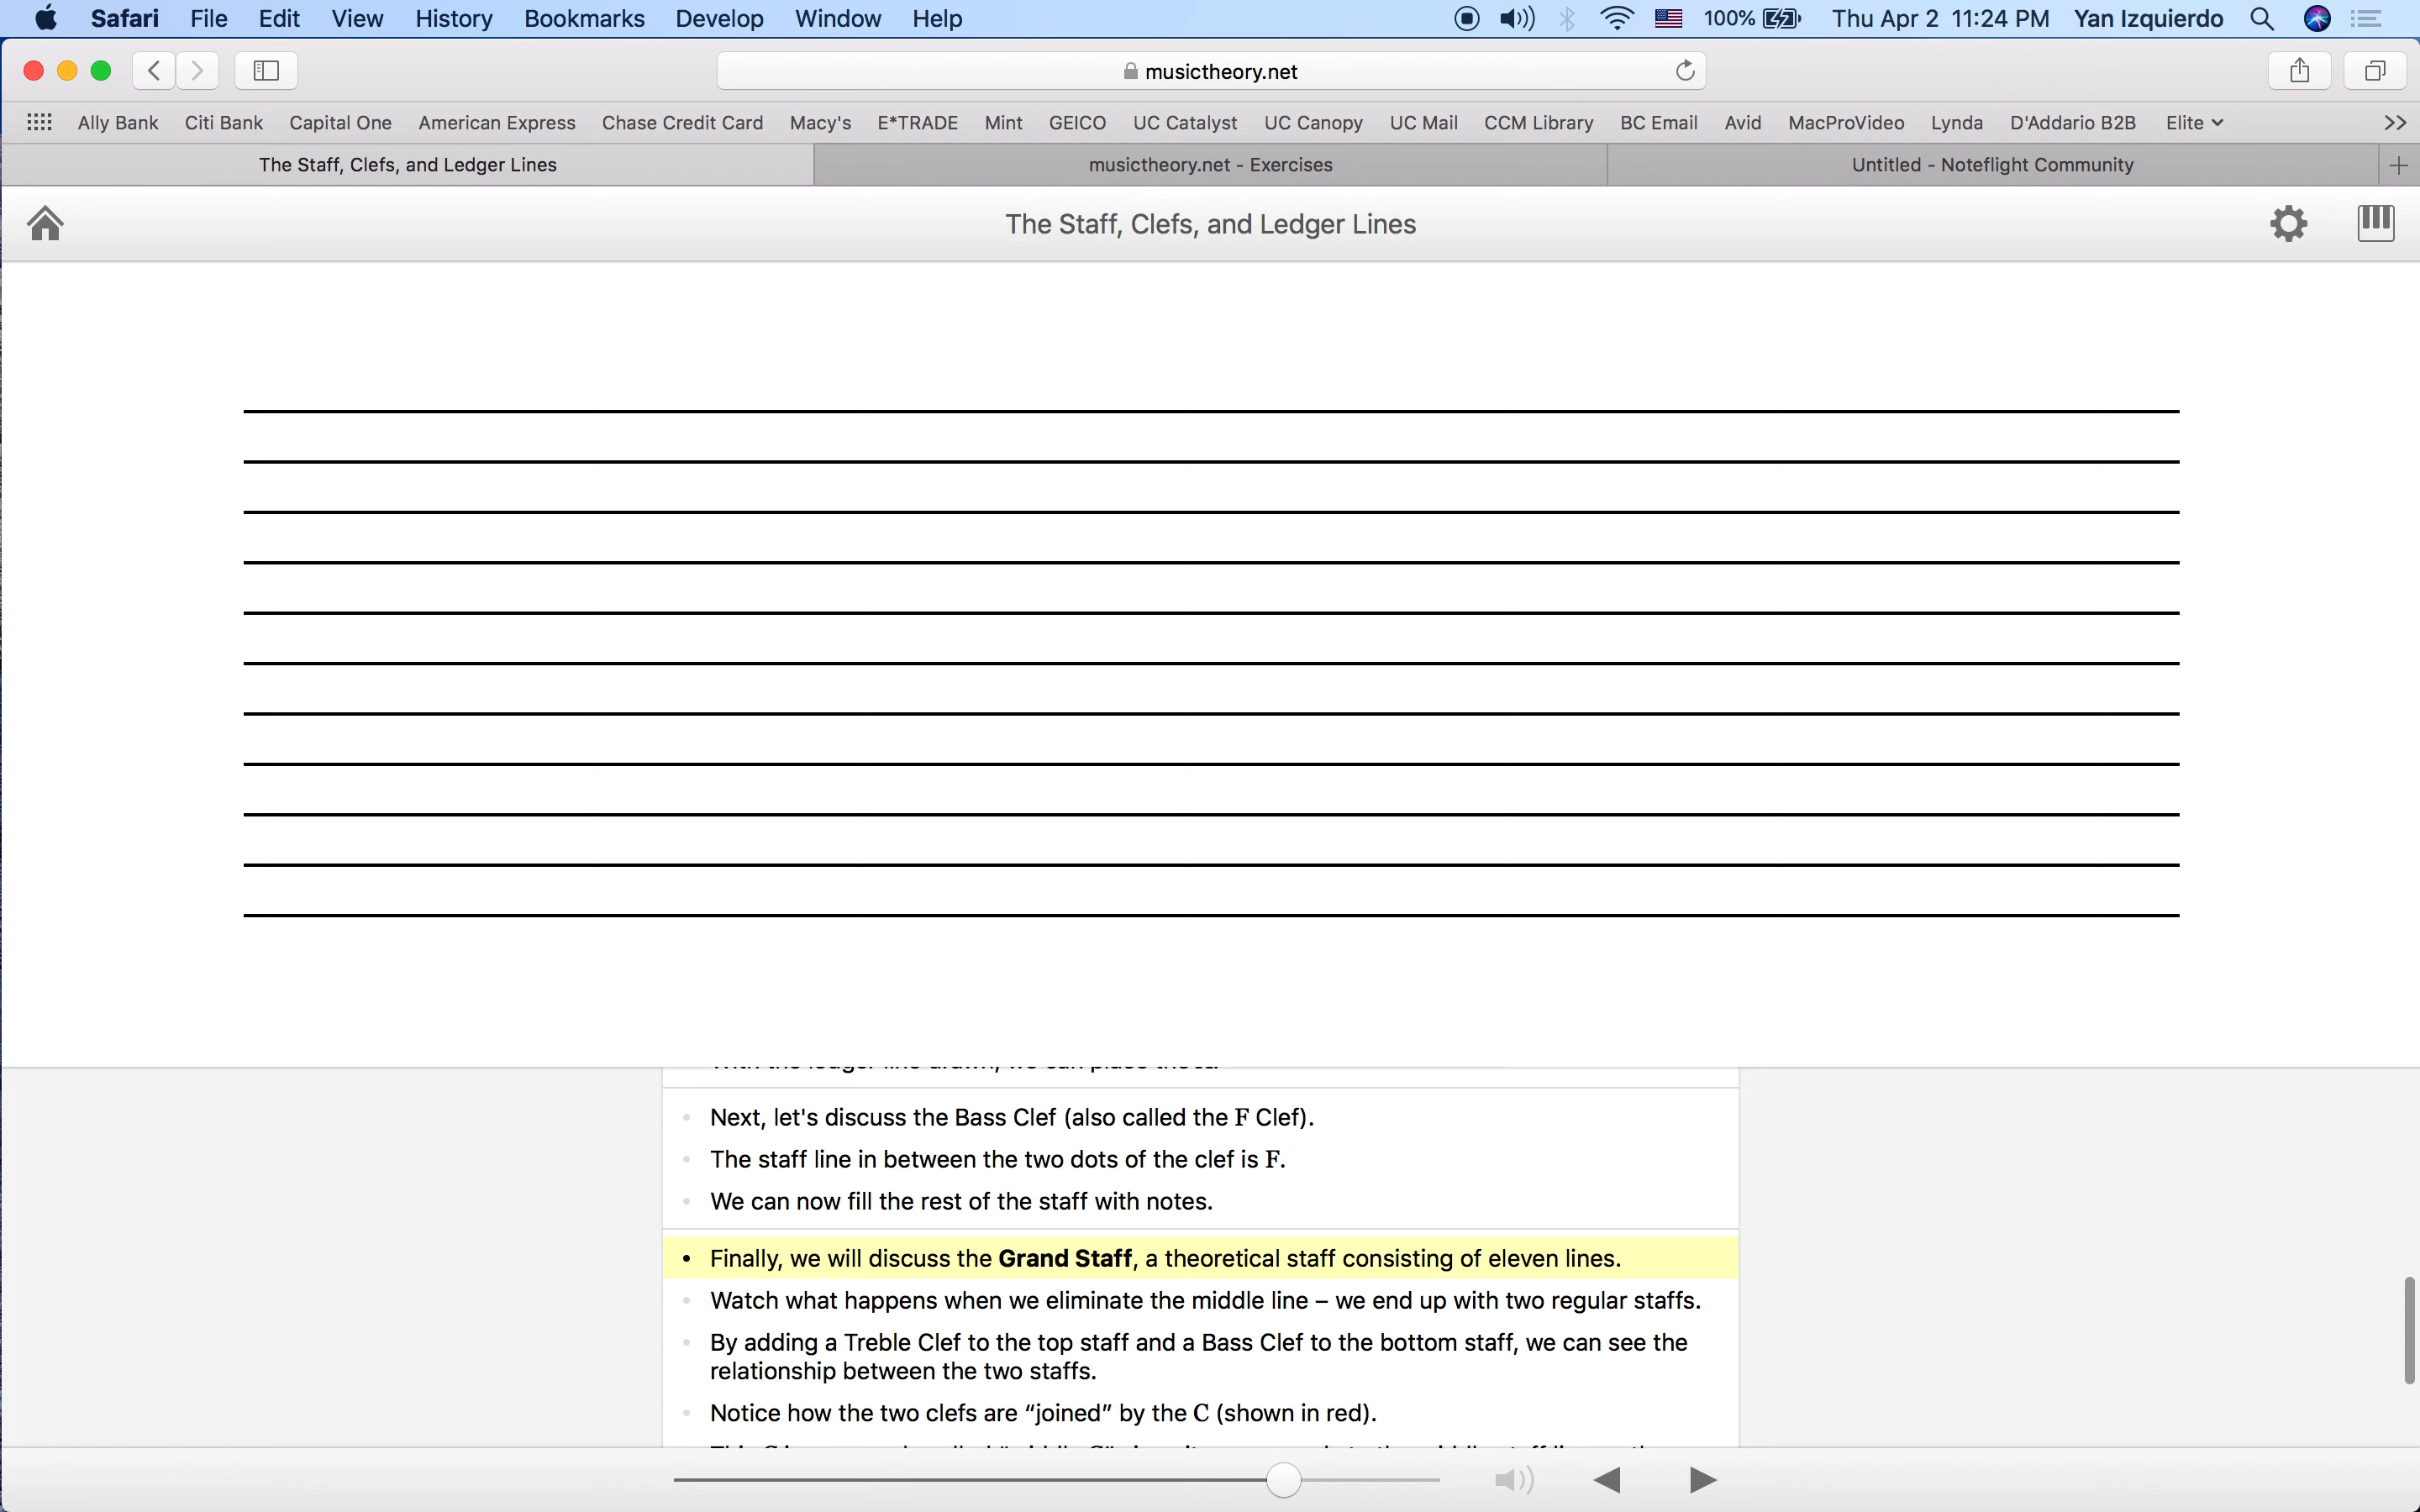 Safari File Edit View History Bookmarks Develop Window Help 100% Thu Apr 2 11:24 PM Yan Izquierdo
musictheory.net
Ally Bank Citi Bank Capital One American Express Chase Credit Card Macy's E*TRADE Mint GEICO UC Catalyst UC Canopy UC Mail CCM Library BC Email Avid MacProVideo Lynda D'Addario B2B Elite
The Staff, Clefs, and Ledger Lines musictheory.net - Exercises Untitled - Noteflight Community
The Staff, Clefs, and Ledger Lines
• Next, let's discuss the Bass Clef (also called the F Clef).
• The staff line in between the two dots of the clef is F.
• We can now fill the rest of the staff with notes.
• Finally, we will discuss the Grand Staff, a theoretical staff consisting of eleven lines.
• Watch what happens when we eliminate the middle line – we end up with two regular staffs.
• By adding a Treble Clef to the top staff and a Bass Clef to the bottom staff, we can see the
relationship between the two staffs.
• Notice how the two clefs are “joined” by the C (shown in red).